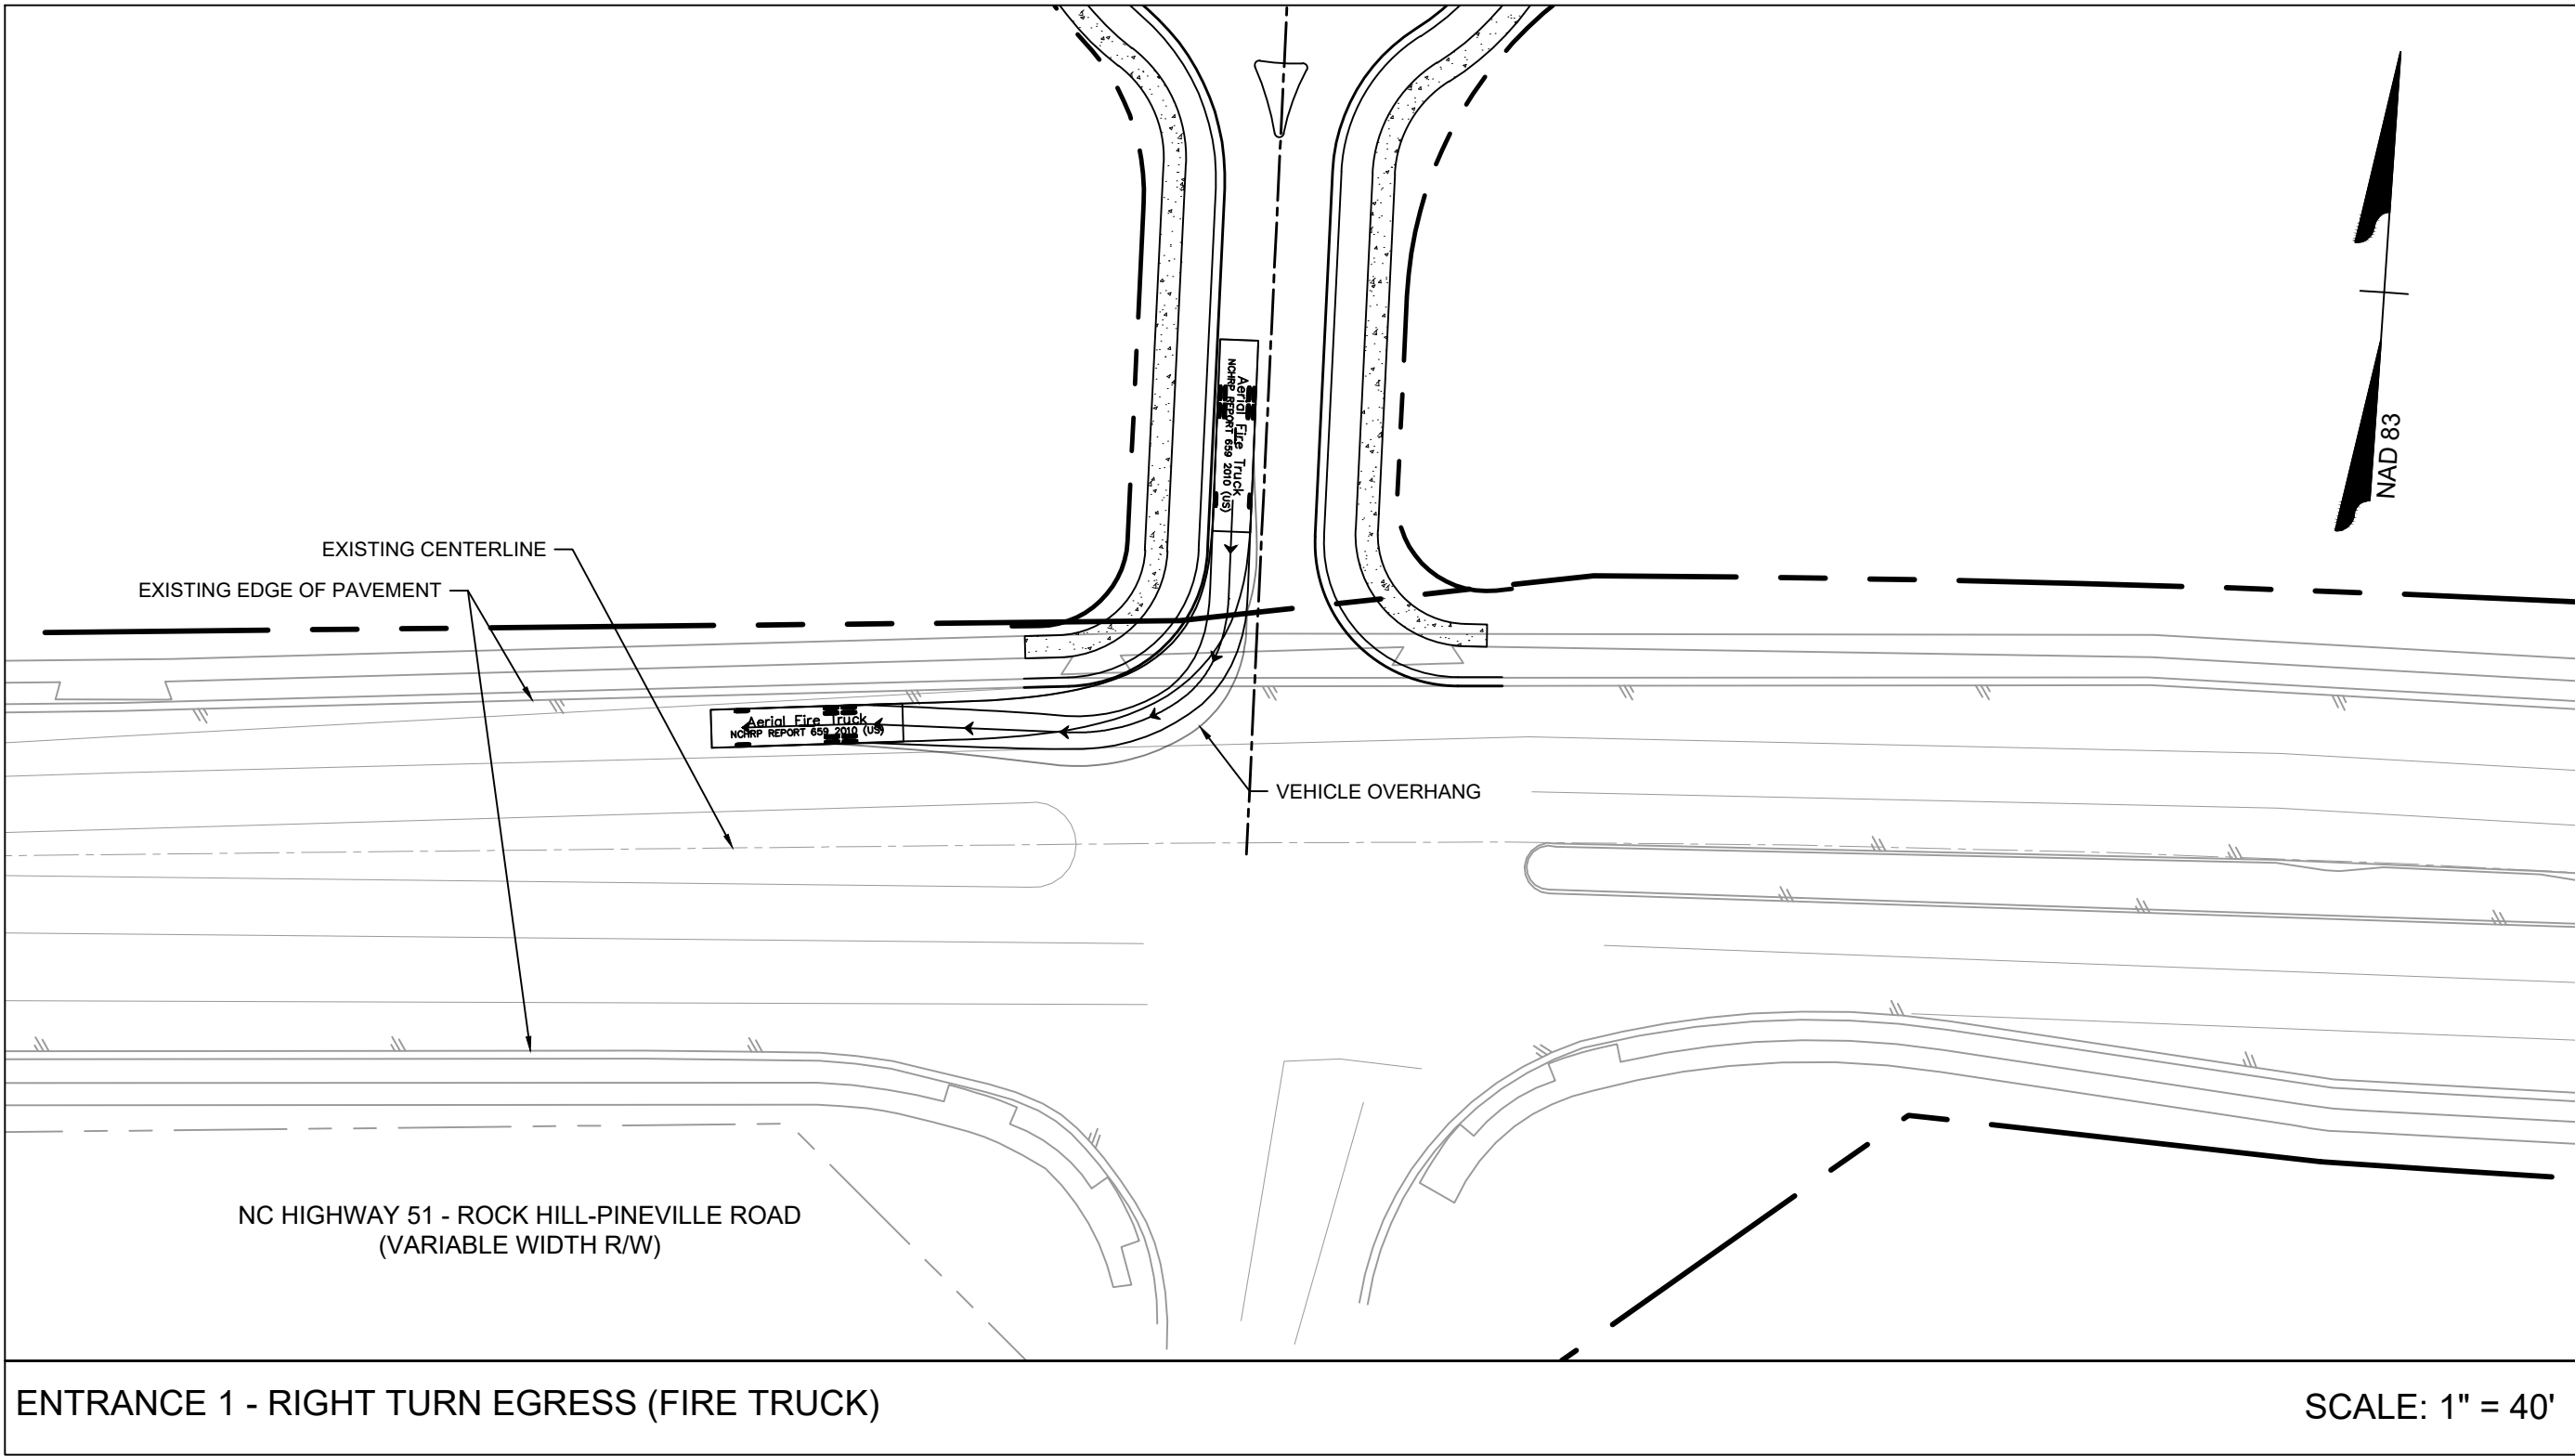 Aerial Fire Truck
NCHRP REPORT 659 2010 (US)
NAD 83
EXISTING CENTERLINE
EXISTING EDGE OF PAVEMENT
Aerial Fire Truck
NCHRP REPORT 659 2010 (US)
VEHICLE OVERHANG
NC HIGHWAY 51 - ROCK HILL-PINEVILLE ROAD
(VARIABLE WIDTH R/W)
ENTRANCE 1 - RIGHT TURN EGRESS (FIRE TRUCK)
SCALE: 1" = 40'